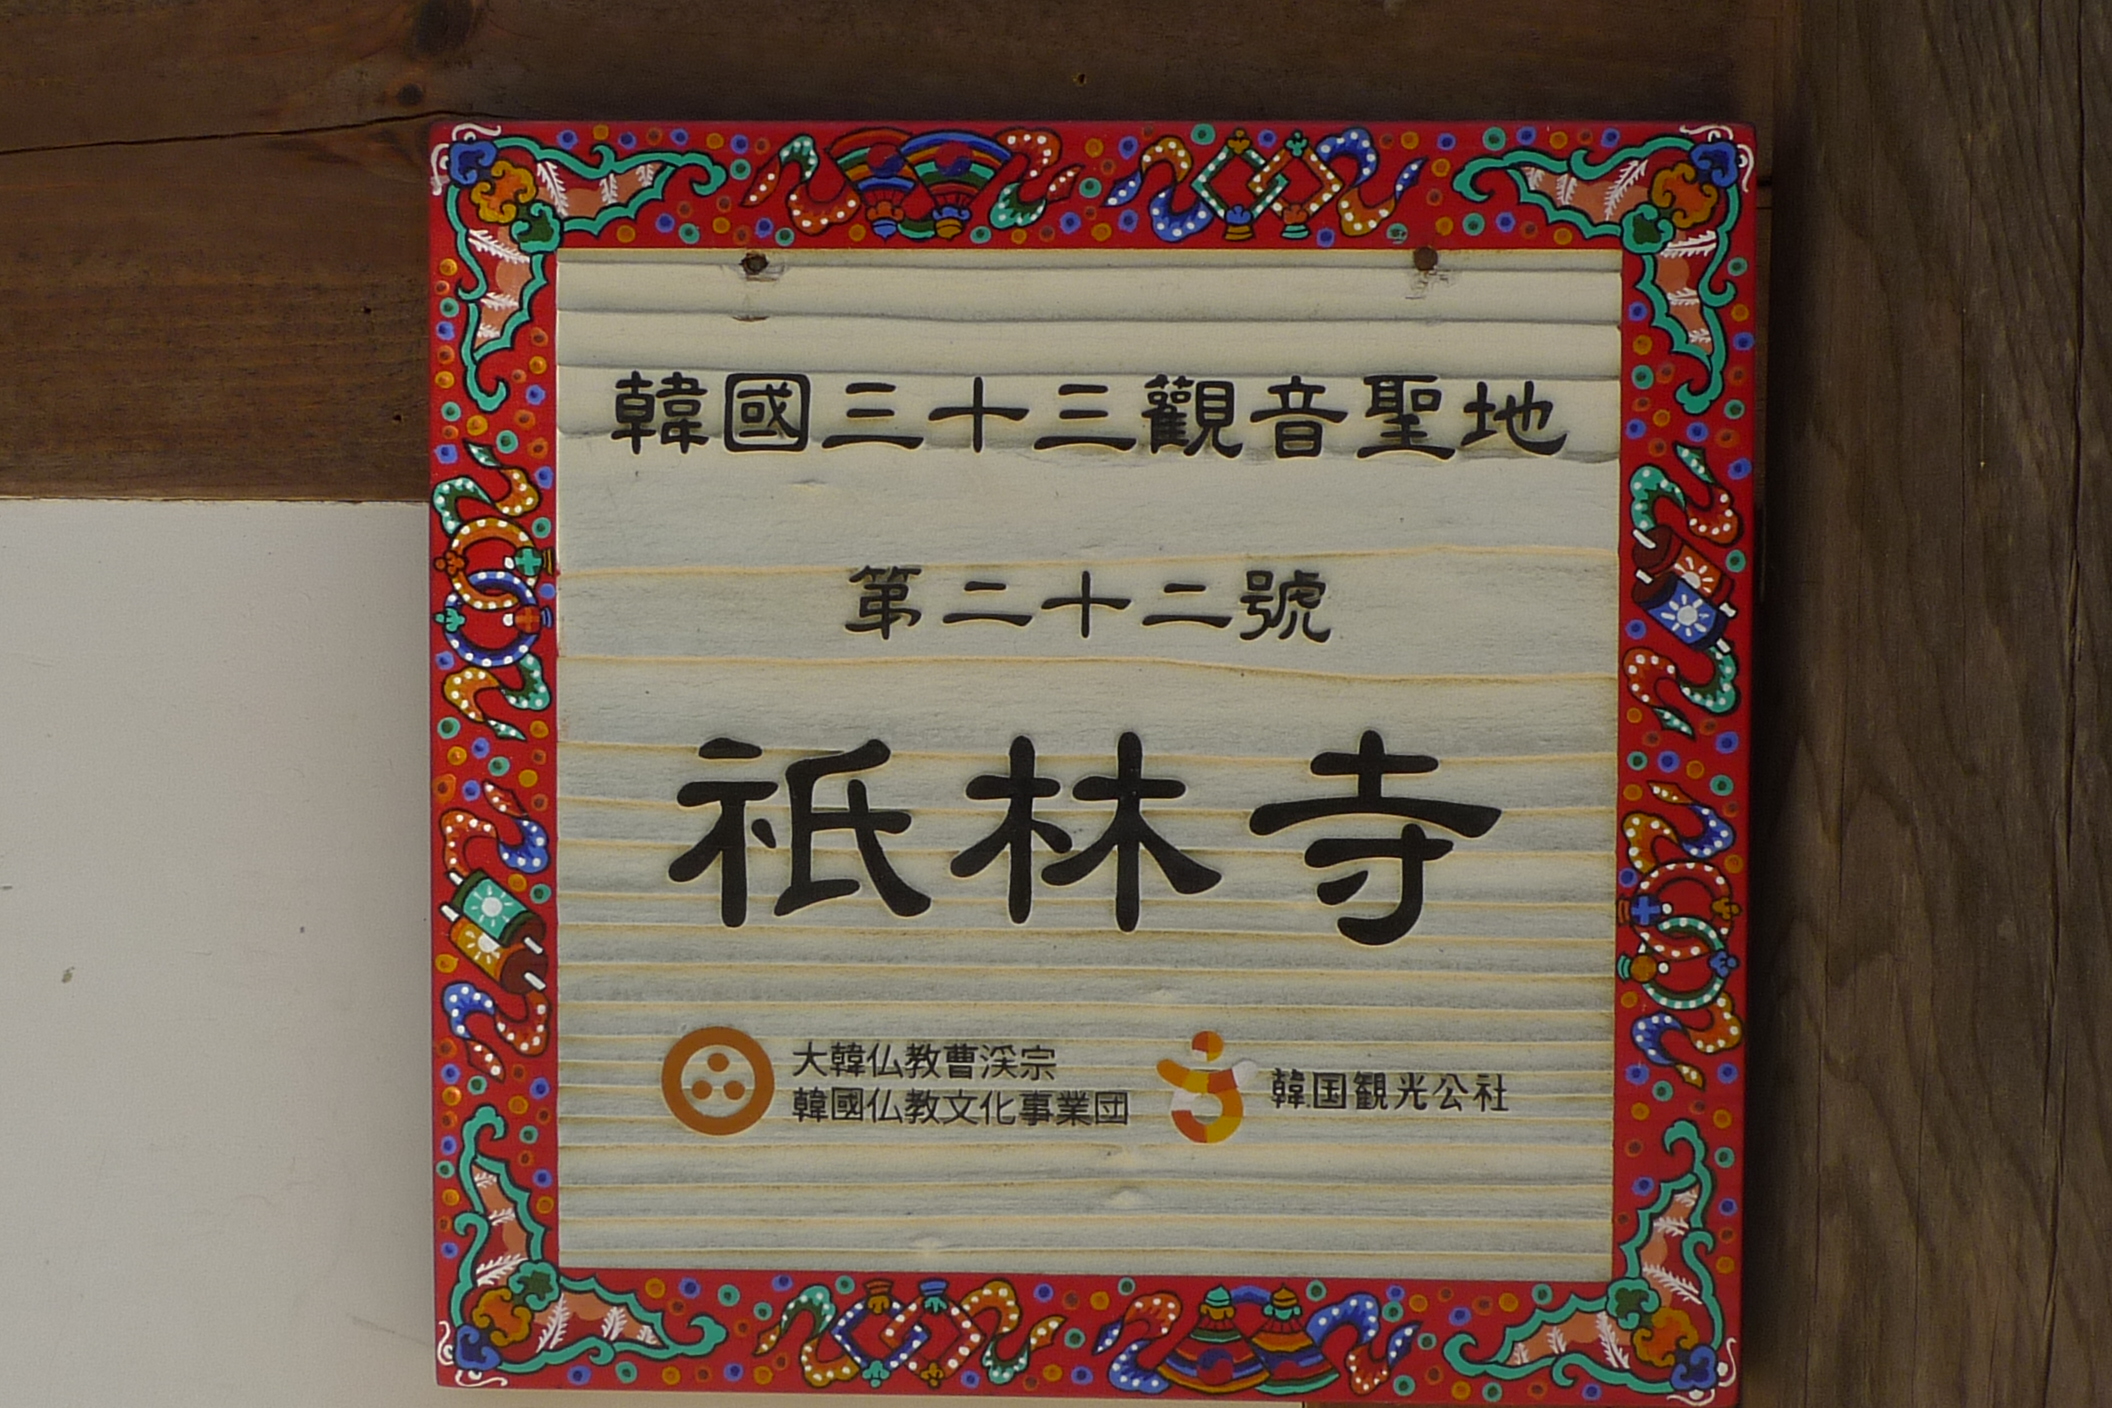 韓國三十三觀音聖地
第二十二號
祇林寺
大韓仏教曹渓宗
韓國仏教文化事業団
韓国観光公社